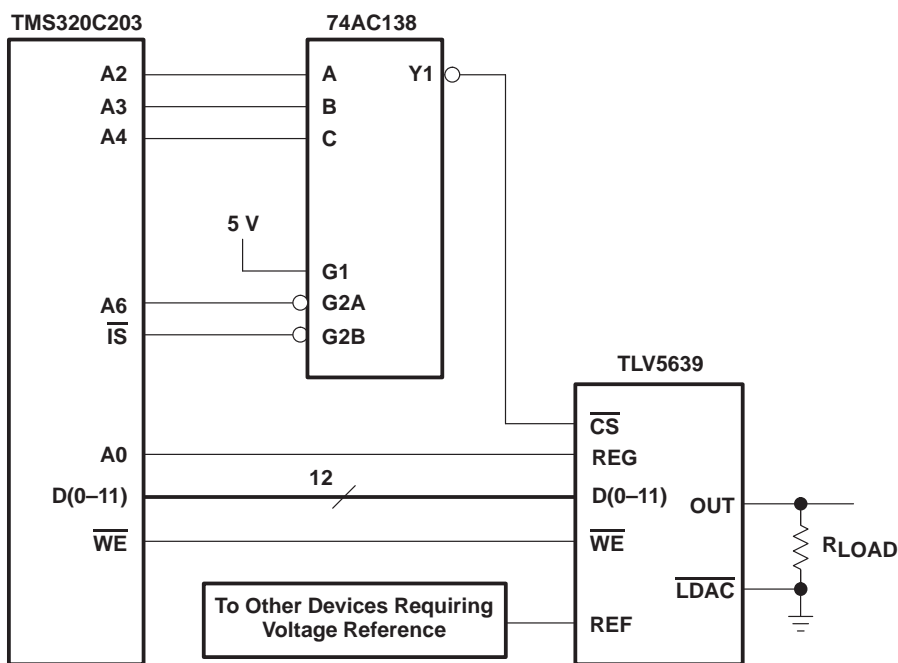 TMS320C203
74AC138
A2
A
Y1
A3
B
A4
C
5 V
G1
A6
G2A
IS
G2B
TLV5639
CS
A0
REG
12
D(0–11)
D(0–11)
OUT
WE
WE
RLOAD
LDAC
To Other Devices Requiring
Voltage Reference
REF